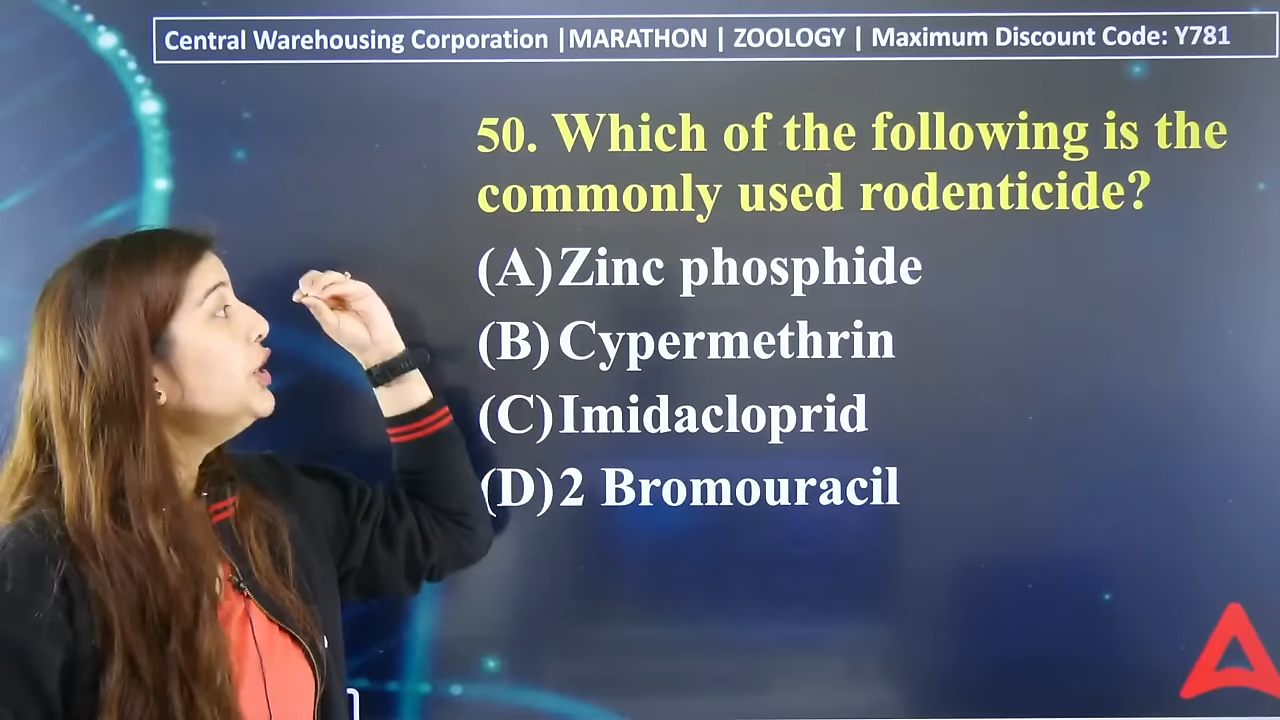 Central Warehousing Corporation |MARATHON | ZOOLOGY | Maximum Discount Code: Y781
50. Which of the following is the
commonly used rodenticide?
(A) Zinc phosphide
(B) Cypermethrin
(C) Imidacloprid
(D) 2 Bromouracil